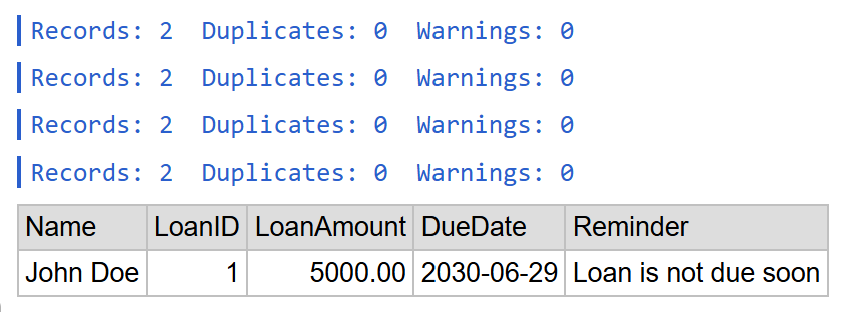 Records: 2  Duplicates: 0  Warnings: 0
Records: 2  Duplicates: 0  Warnings: 0
Records: 2  Duplicates: 0  Warnings: 0
Records: 2  Duplicates: 0  Warnings: 0
Name LoanID LoanAmount DueDate Reminder
John Doe 1 5000.00 2030-06-29 Loan is not due soon